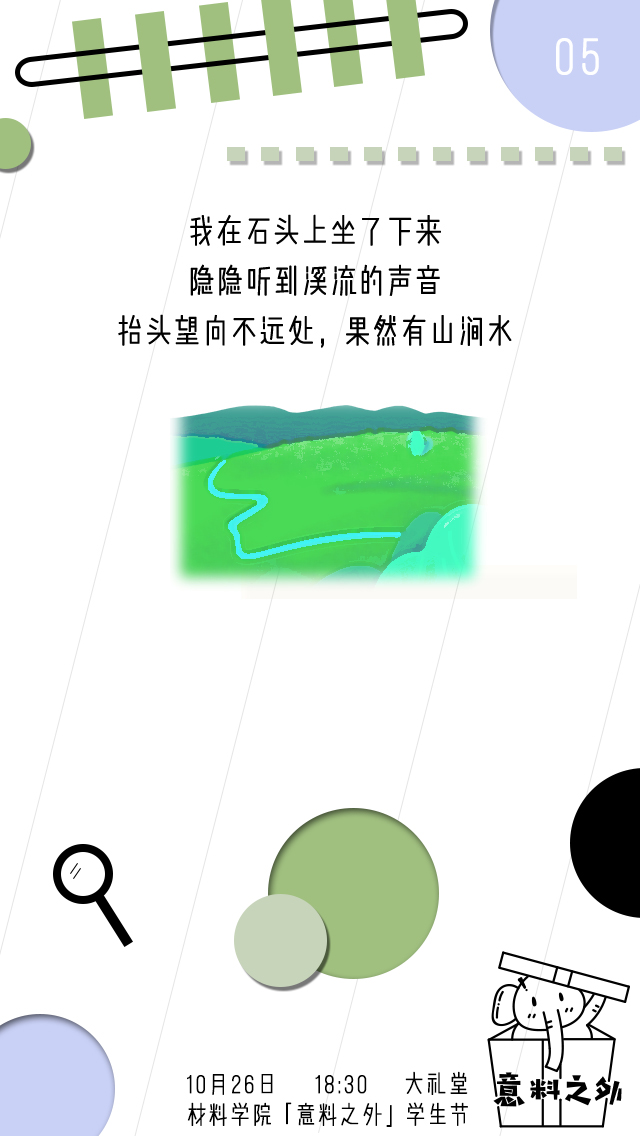 05
我在石头上坐了下来
隐隐听到溪流的声音
抬头望向不远处，果然有山涧水
10月26日 18:30 大礼堂
材料学院「意料之外」学生节
意料之外